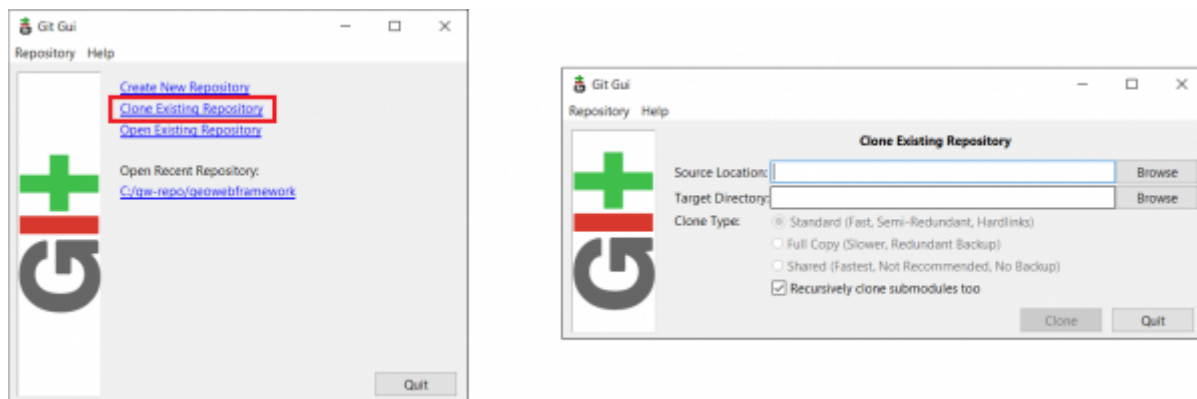 Git Gui
Repository Help
Create New Repository
Clone Existing Repository
Open Existing Repository
Open Recent Repository:
C:/gw-repo/geowebframework
GIT
Quit
Git Gui
Repository Help
Clone Existing Repository
Source Location: Browse
Target Directory: Browse
Clone Type: Standard (Fast, Semi-Redundant, Hardlinks)
Full Copy (Slower, Redundant Backup)
Shared (Fastest, Not Recommended, No Backup)
Recursively clone submodules too
GIT
Clone Quit